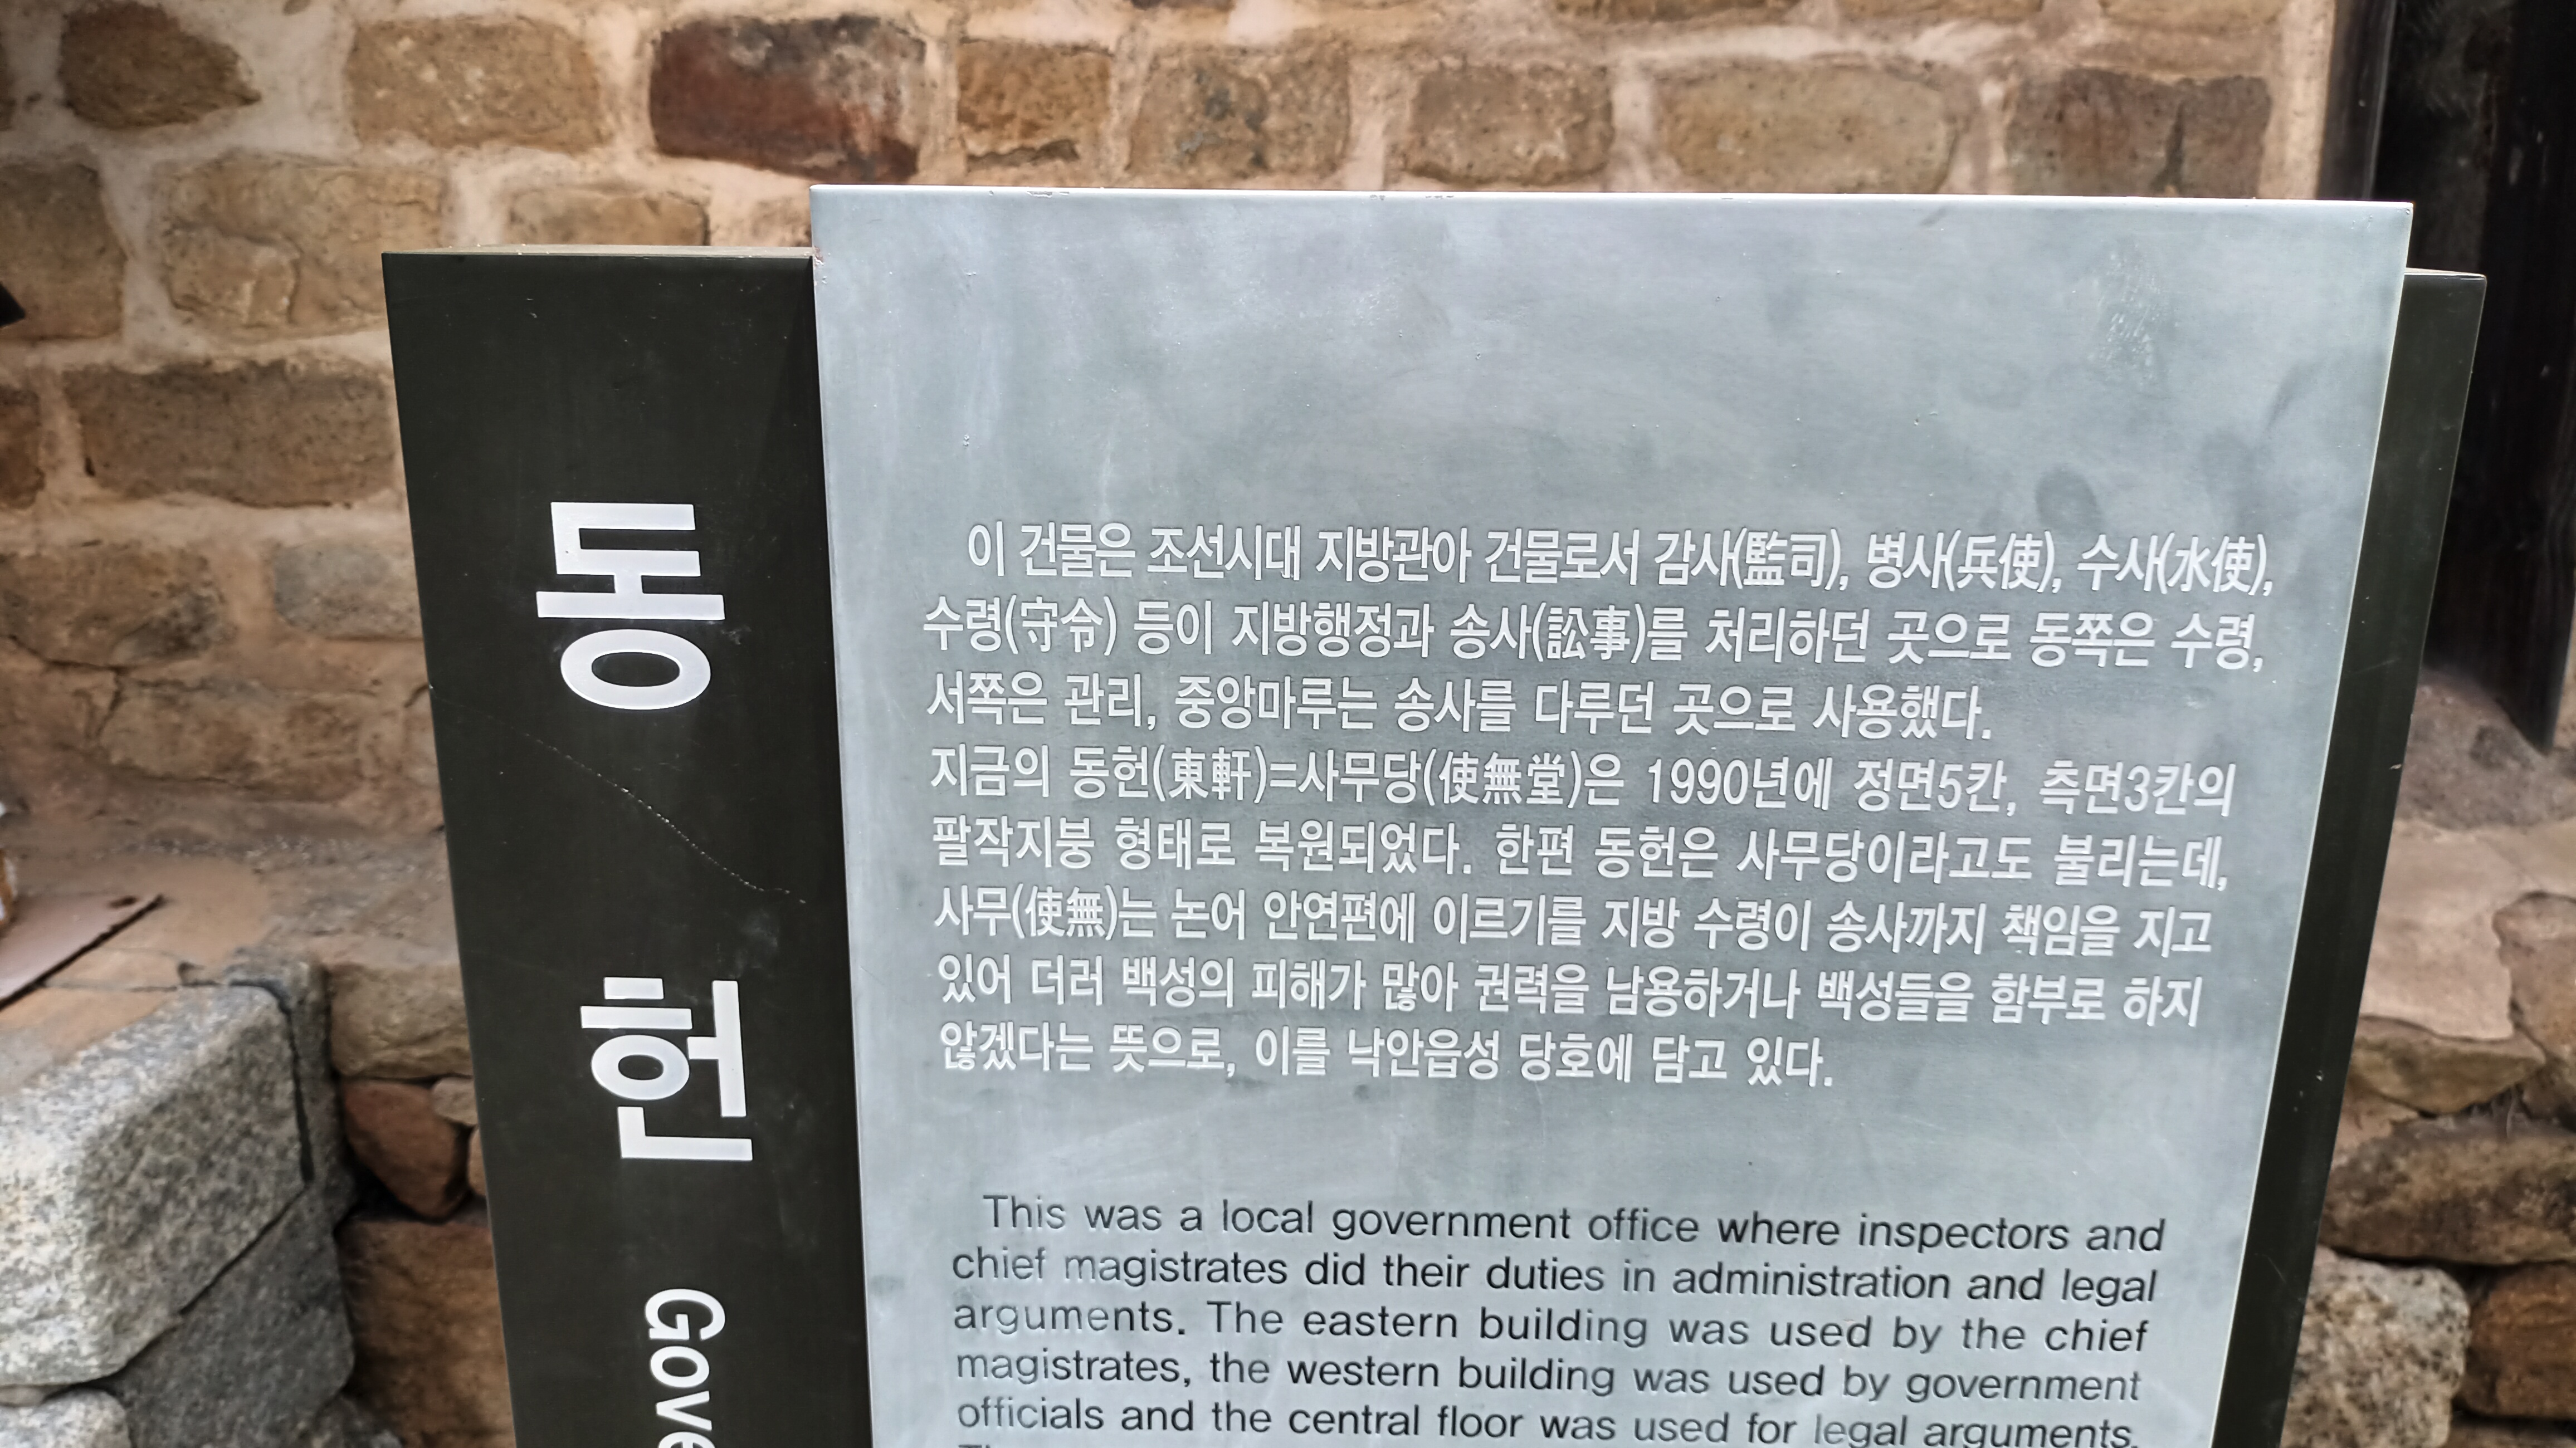 동헌
Gove
이 건물은 조선시대 지방관아 건물로서 감사(監司), 병사(兵使), 수사(水使),
수령(守令) 등이 지방행정과 송사(訟事)를 처리하던 곳으로 동쪽은 수령,
서쪽은 관리, 중앙마루는 송사를 다루던 곳으로 사용했다.
지금의 동헌(東軒)=사무당(使無堂)은 1990년에 정면5칸, 측면3칸의
팔작지붕 형태로 복원되었다. 한편 동헌은 사무당이라고도 불리는데,
사무(使無)는 논어 안연편에 이르기를 지방 수령이 송사까지 책임을 지고
있어 더러 백성의 피해가 많아 권력을 남용하거나 백성들을 함부로 하지
않겠다는 뜻으로, 이를 낙안읍성 당호에 담고 있다.
This was a local government office where inspectors and
chief magistrates did their duties in administration and legal
arguments. The eastern building was used by the chief
magistrates, the western building was used by government
officials and the central floor was used for legal arguments.